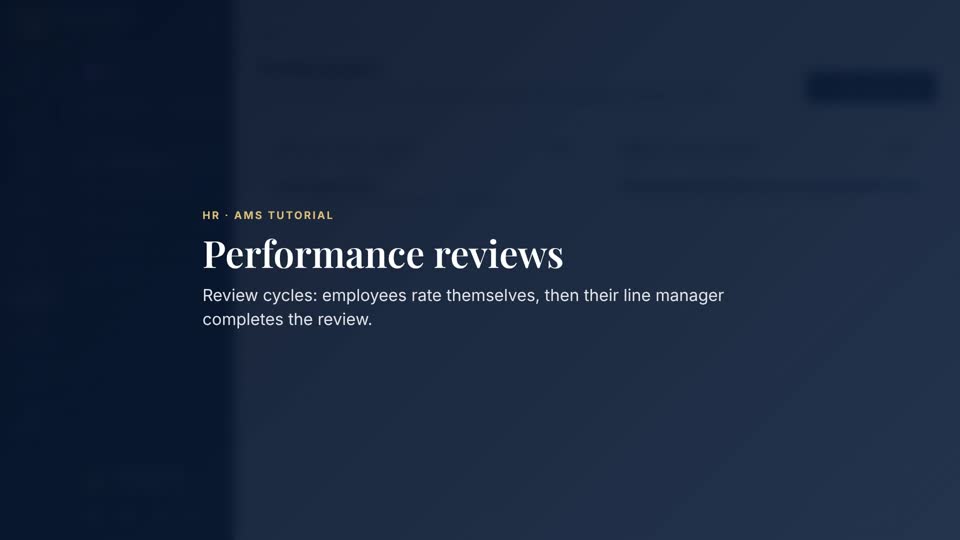 HR · AMS TUTORIAL
Performance reviews
Review cycles: employees rate themselves, then their line manager
completes the review.